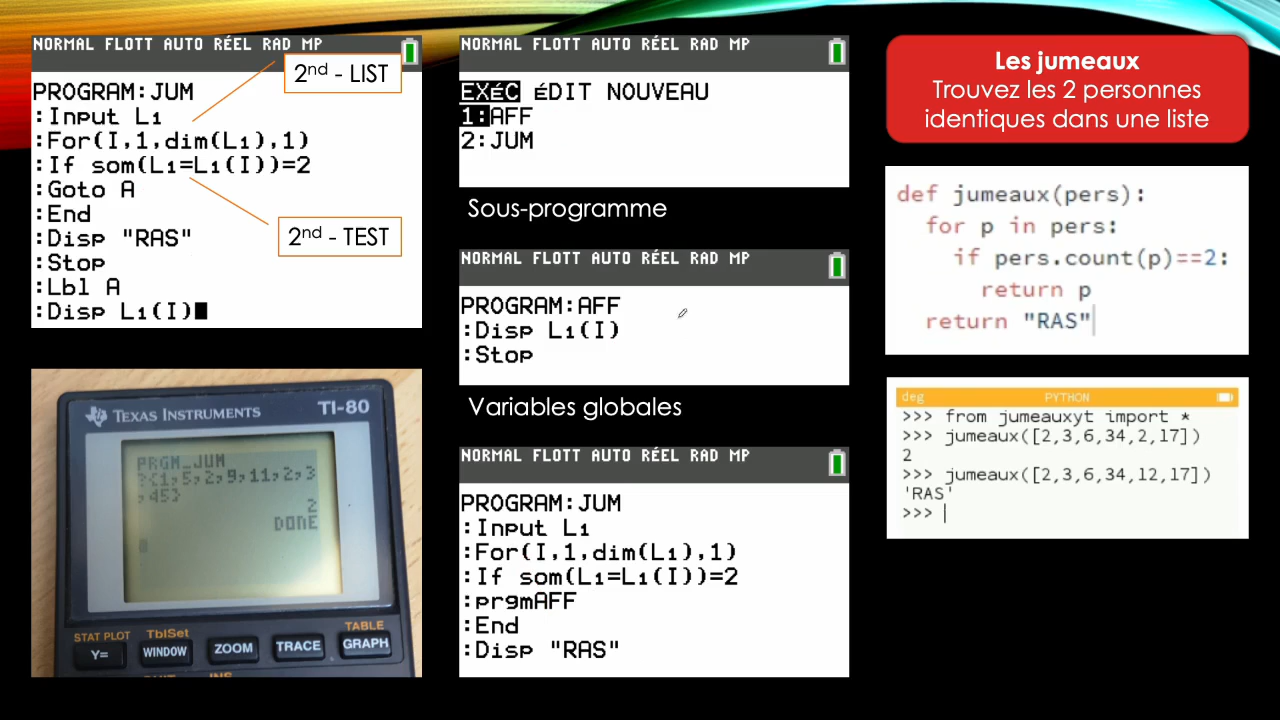 NORMAL FLOTT AUTO RÉEL RAD MP
2nd - LIST
PROGRAM:JUM
:Input L₁
:For(I,1,dim(L₁),1)
:If som(L₁=L₁(I))=2
:Goto A
:End
:Disp "RAS"
2nd - TEST
:Stop
:Lbl A
:Disp L₁(I)
TEXAS INSTRUMENTS TI-80
PRGM_JUM
?{1,5,2,9,11,2,3
,45}
2
DONE
STAT PLOT TblSet TABLE
Y= WINDOW ZOOM TRACE GRAPH
INS
NORMAL FLOTT AUTO RÉEL RAD MP
EXéC éDIT NOUVEAU
1:AFF
2:JUM
Sous-programme
NORMAL FLOTT AUTO RÉEL RAD MP
PROGRAM:AFF
:Disp L₁(I)
:Stop
Variables globales
NORMAL FLOTT AUTO RÉEL RAD MP
PROGRAM:JUM
:Input L₁
:For(I,1,dim(L₁),1)
:If som(L₁=L₁(I))=2
:prgmAFF
:End
:Disp "RAS"
Les jumeaux
Trouvez les 2 personnes
identiques dans une liste
def jumeaux(pers):
for p in pers:
if pers.count(p)==2:
return p
return "RAS"
deg PYTHON
>>> from jumeauxyt import *
>>> jumeaux([2,3,6,34,2,17])
2
>>> jumeaux([2,3,6,34,12,17])
'RAS'
>>>